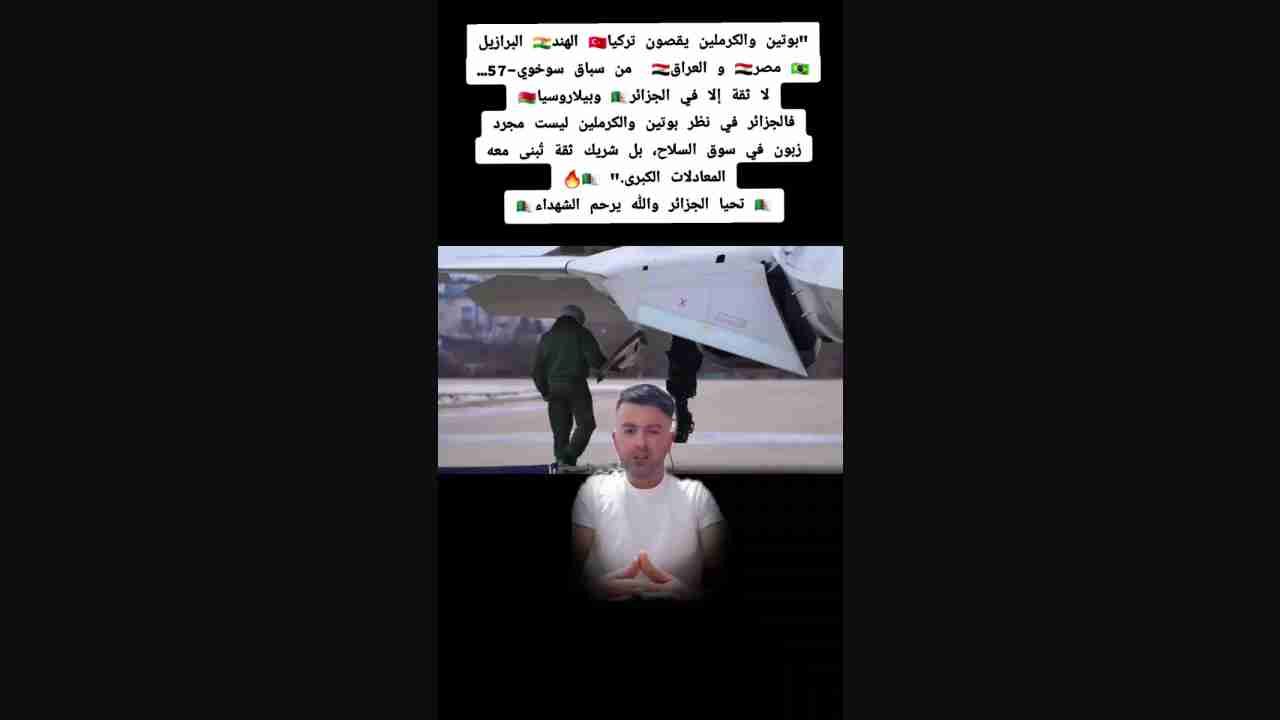 "بوتين والكرملين يقصون تركيا🇹🇷 الهند🇮🇳 البرازيل
🇧🇷 مصر🇪🇬 و العراق🇮🇶 من سباق سوخوي-57...
لا ثقة إلا في الجزائر🇩🇿 وبيلاروسيا🇧🇾
فالجزائر في نظر بوتين والكرملين ليست مجرد
زبون في سوق السلاح، بل شريك ثقة تُبنى معه
المعادلات الكبرى." 🇩🇿🔥
🇩🇿 تحيا الجزائر والله يرحم الشهداء🇩🇿